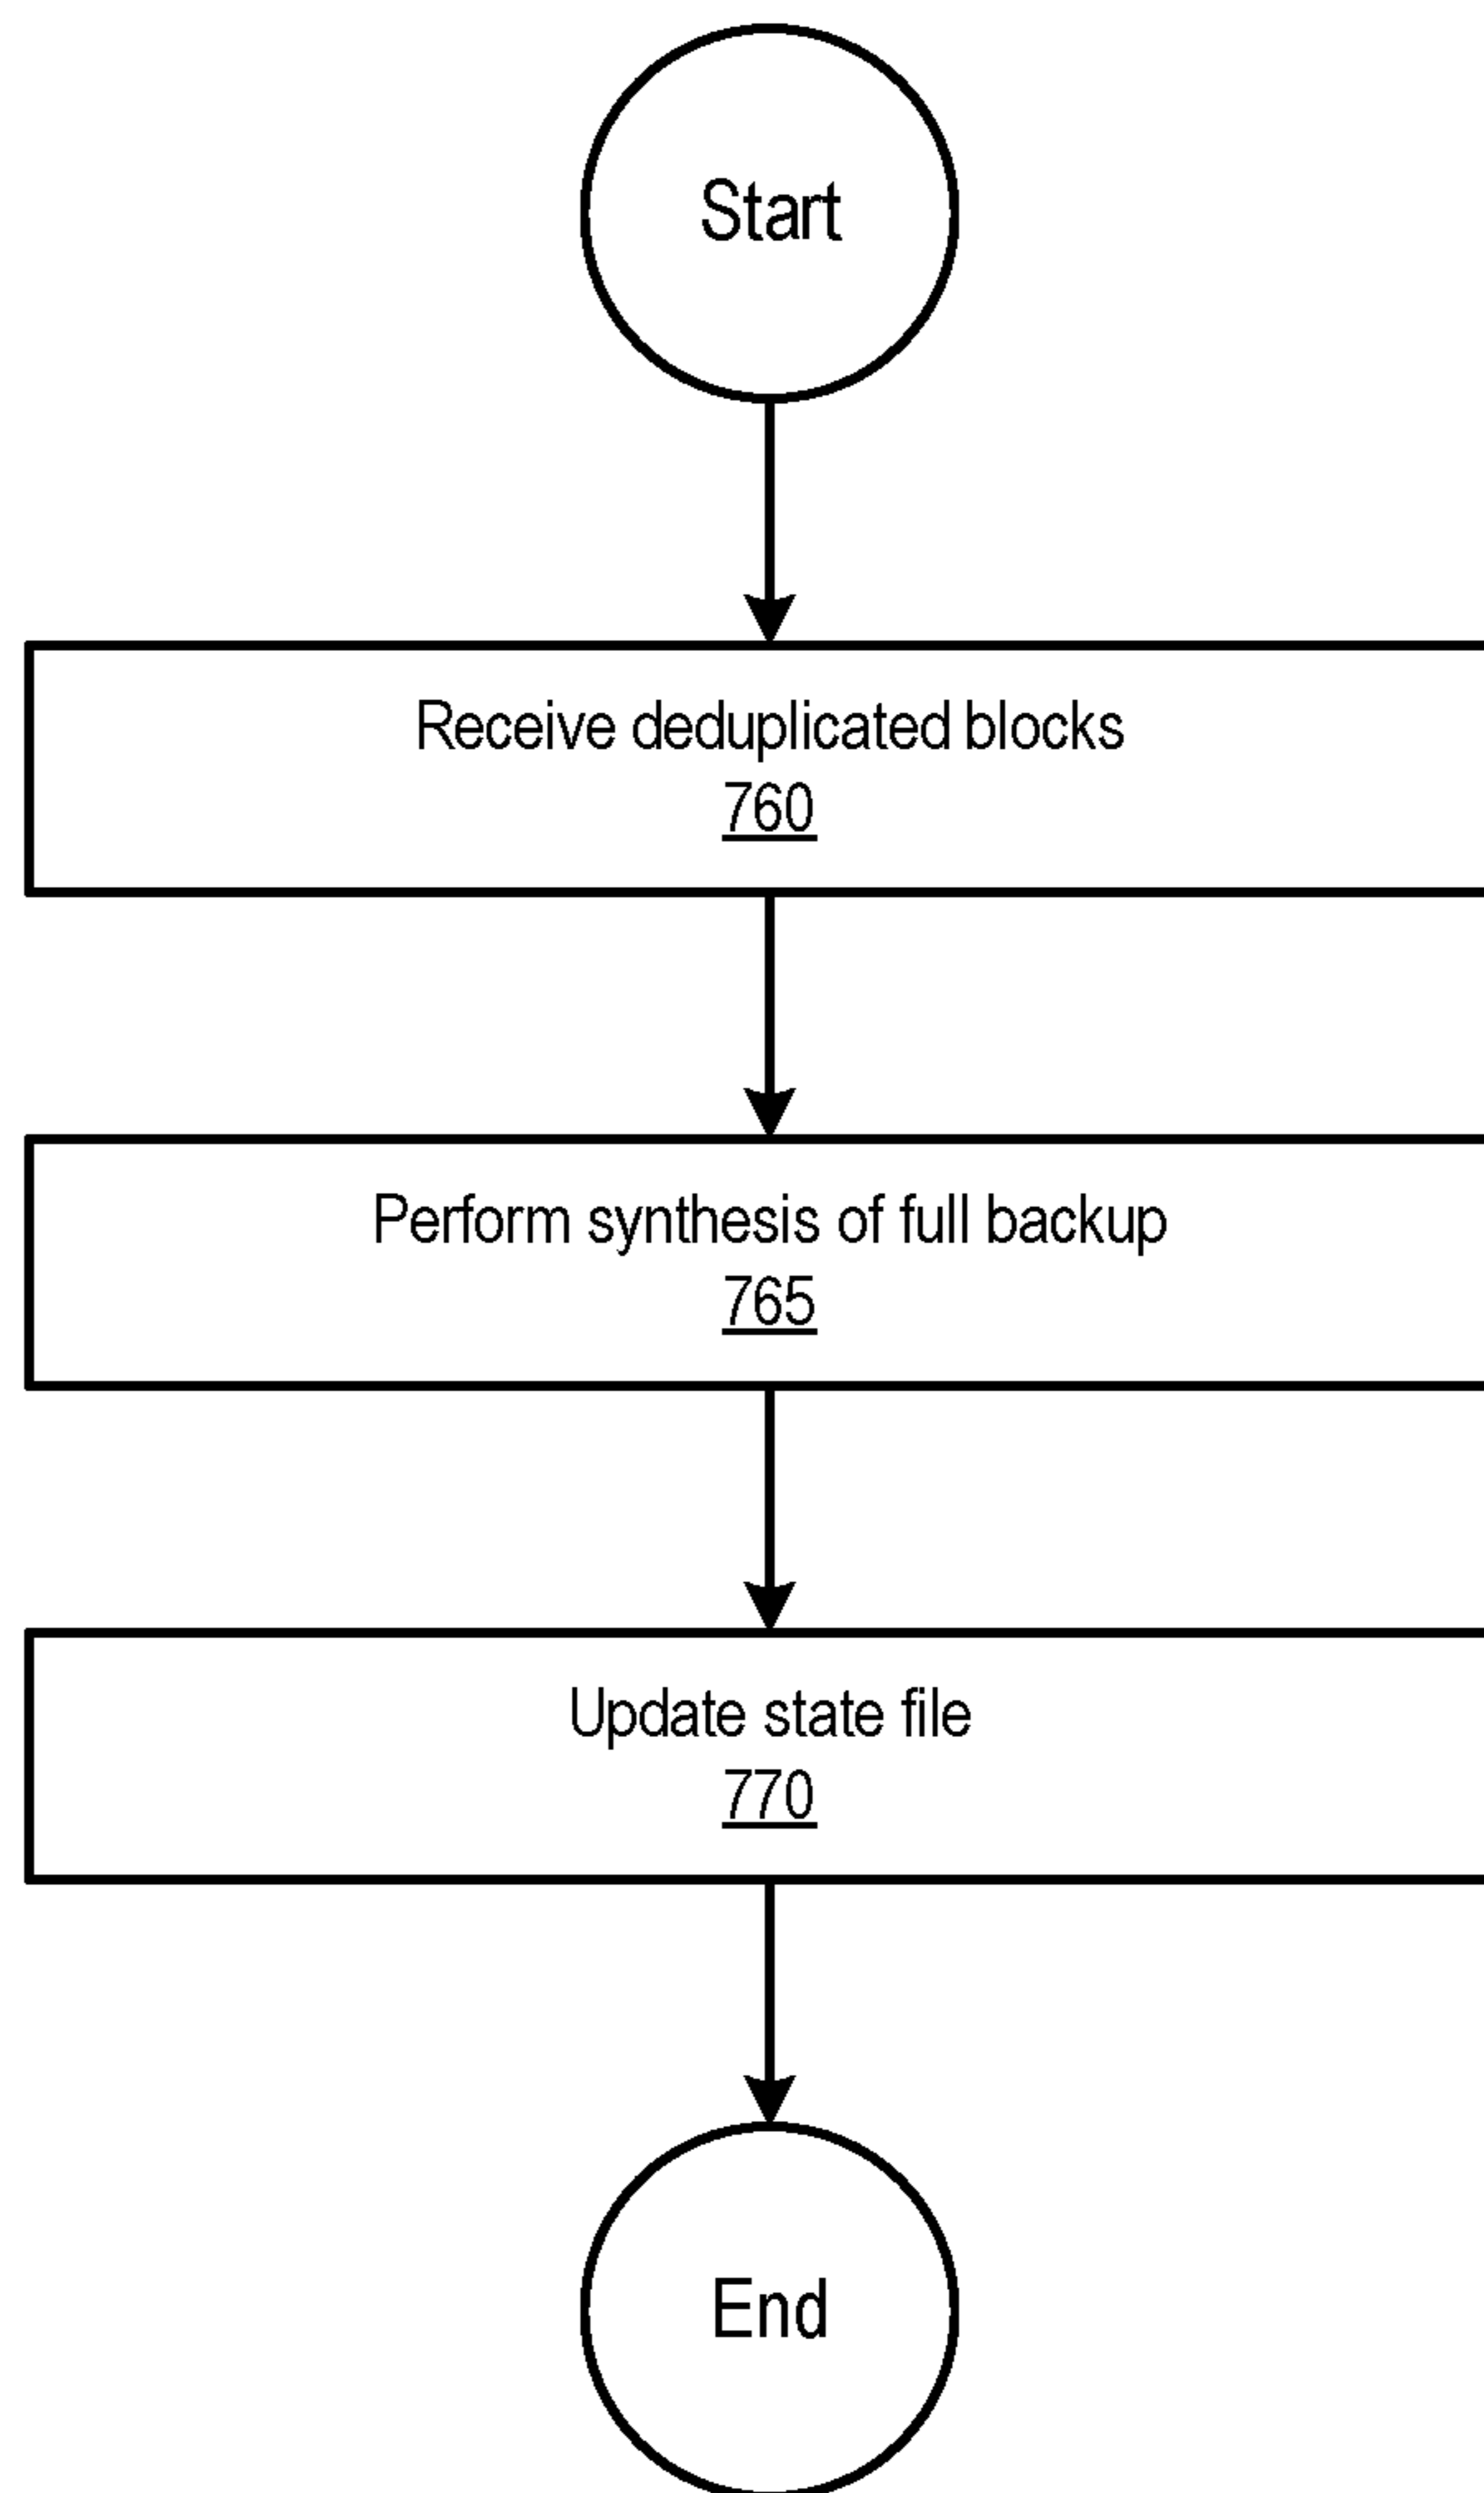 Start
Receive deduplicated blocks
760
Perform synthesis of full backup
765
Update state file
770
End